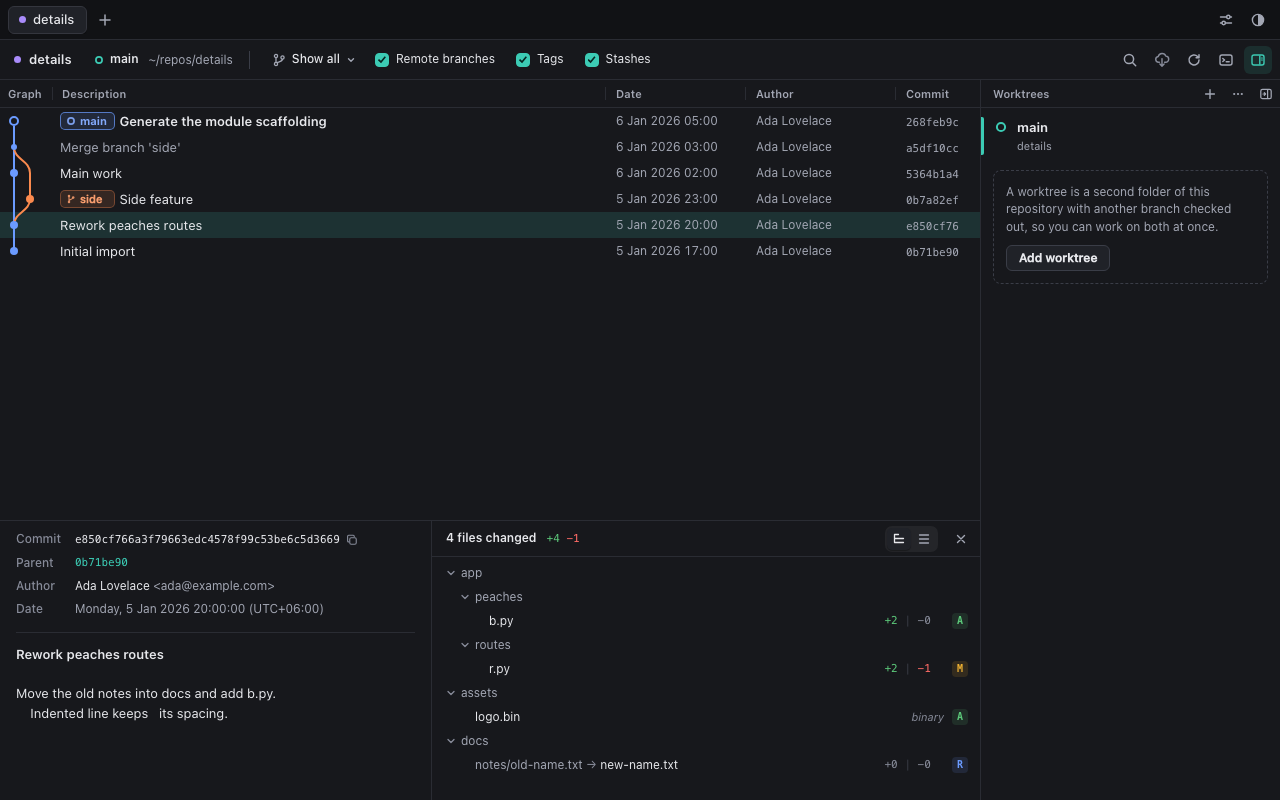 details
details main ~/repos/details Show all Remote branches Tags Stashes
Graph Description Date Author Commit
main Generate the module scaffolding 6 Jan 2026 05:00 Ada Lovelace 268feb9c
Merge branch 'side' 6 Jan 2026 03:00 Ada Lovelace a5df10cc
Main work 6 Jan 2026 02:00 Ada Lovelace 5364b1a4
side Side feature 5 Jan 2026 23:00 Ada Lovelace 0b7a82ef
Rework peaches routes 5 Jan 2026 20:00 Ada Lovelace e850cf76
Initial import 5 Jan 2026 17:00 Ada Lovelace 0b71be90
Worktrees
main
details
A worktree is a second folder of this
repository with another branch checked
out, so you can work on both at once.
Add worktree
Commit e850cf766a3f79663edc4578f99c53be6c5d3669
Parent 0b71be90
Author Ada Lovelace <ada@example.com>
Date Monday, 5 Jan 2026 20:00:00 (UTC+06:00)
Rework peaches routes
Move the old notes into docs and add b.py.
    Indented line keeps   its spacing.
4 files changed +4 −1
app
peaches
b.py +2 | −0 A
routes
r.py +2 | −1 M
assets
logo.bin binary A
docs
notes/old-name.txt → new-name.txt +0 | −0 R